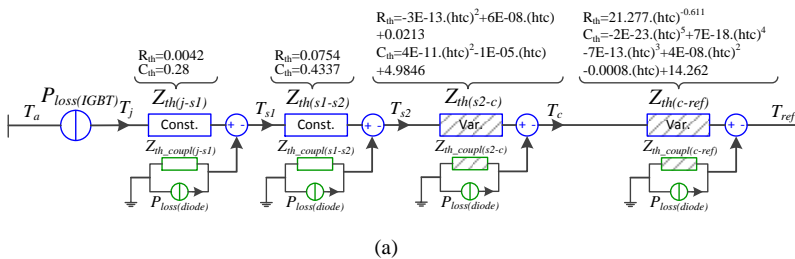 R_th=0.0042
C_th=0.28
R_th=0.0754
C_th=0.4337
R_th=-3E-13.(htc)²+6E-08.(htc)
+0.0213
C_th=4E-11.(htc)²-1E-05.(htc)
+4.9846
R_th=21.277.(htc)^-0.611
C_th=-2E-23.(htc)⁵+7E-18.(htc)⁴
-7E-13.(htc)³+4E-08.(htc)²
-0.0008.(htc)+14.262
T_a
P_loss(IGBT)
T_j
Z_th(j-s1)
Const.
+ -
T_s1
Z_th(s1-s2)
Const.
+ -
T_s2
Z_th(s2-c)
Var.
+ -
T_c
Z_th(c-ref)
Var.
+ -
T_ref
Z_th_coupl(j-s1)
Z_th_coupl(s1-s2)
Z_th_coupl(s2-c)
Z_th_coupl(c-ref)
P_loss(diode)
P_loss(diode)
P_loss(diode)
P_loss(diode)
(a)